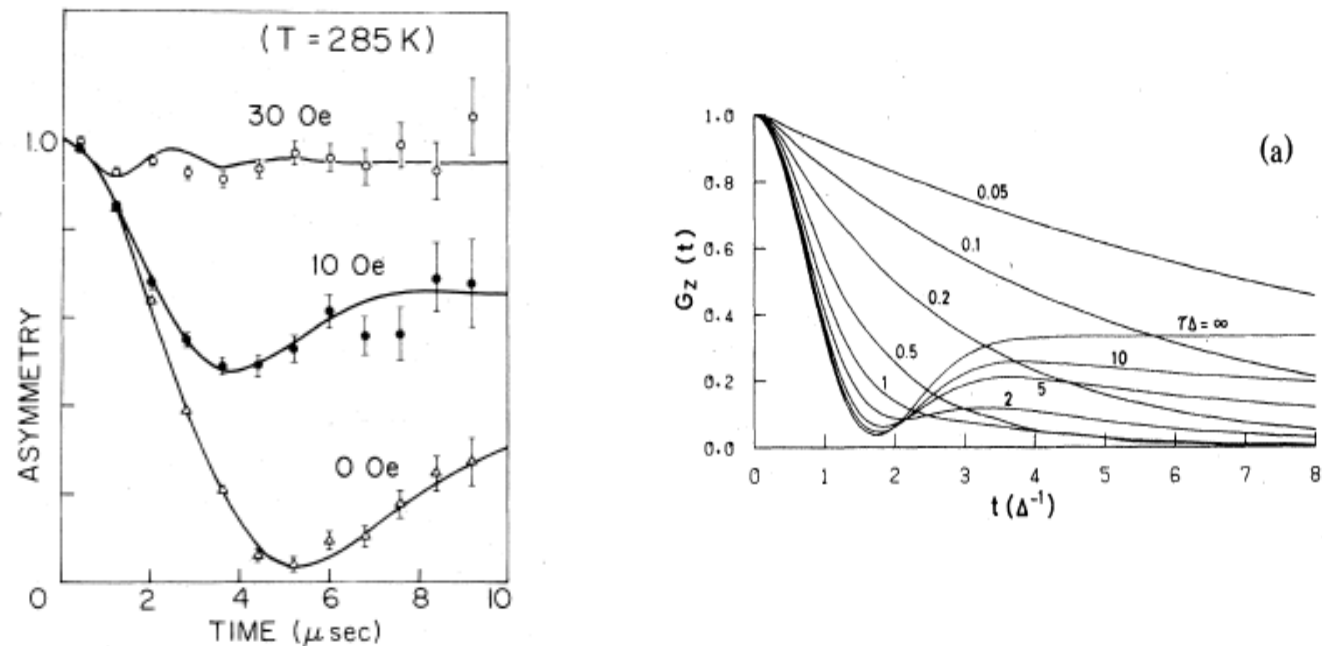 (T = 285 K)
30 Oe
1.0
10 Oe
0 Oe
ASYMMETRY
0 2 4 6 8 10
TIME (μ sec)
(a)
1.0
0.8
0.6
0.4
0.2
0.0
G_z (t)
0.05
0.1
0.2
τΔ = ∞
0.5
10
1
5
2
0 1 2 3 4 5 6 7 8
t (Δ⁻¹)